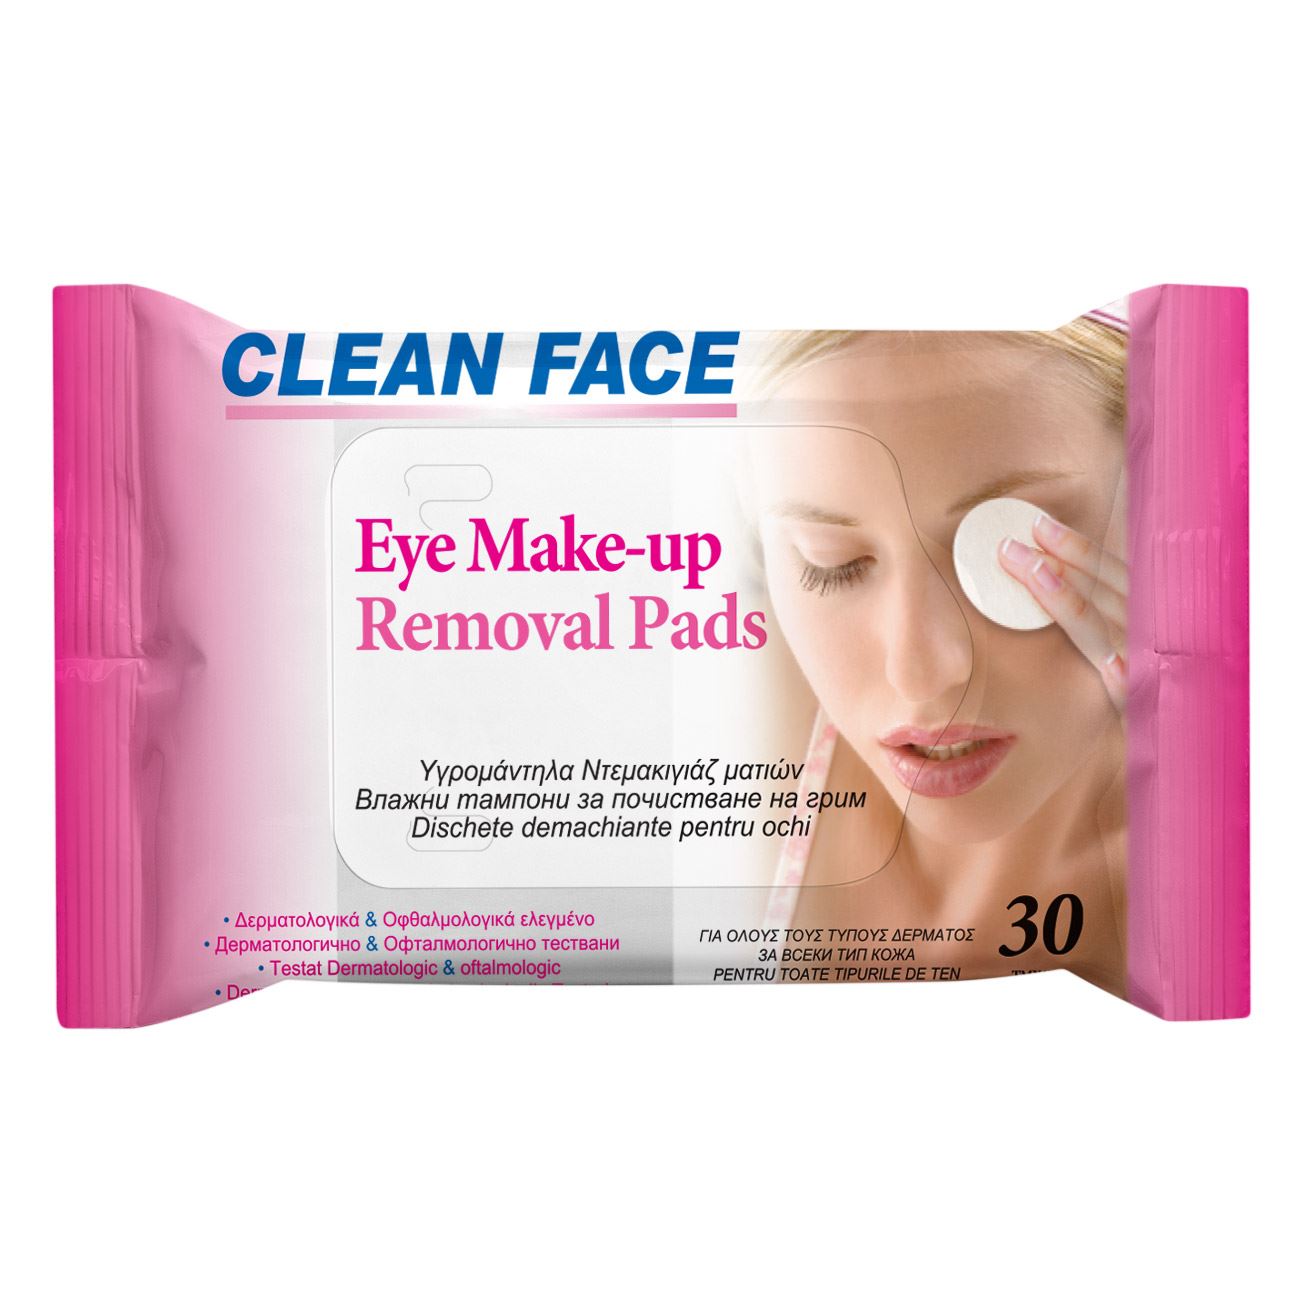 CLEAN FACE
Eye Make-up
Removal Pads
Υγρομάντηλα Ντεμακιγιάζ ματιών
Влажни тампони за почистване на грим
Dischete demachiante pentru ochi
• Δερματολογικά & Οφθαλμολογικά ελεγμένο
• Дерматологично & Офталмологично тествани
• Testat Dermatologic & oftalmologic
ΓΙΑ ΟΛΟΥΣ ΤΟΥΣ ΤΥΠΟΥΣ ΔΕΡΜΑΤΟΣ
ЗА ВСЕКИ ТИП КОЖА
PENTRU TOATE TIPURILE DE TEN
30